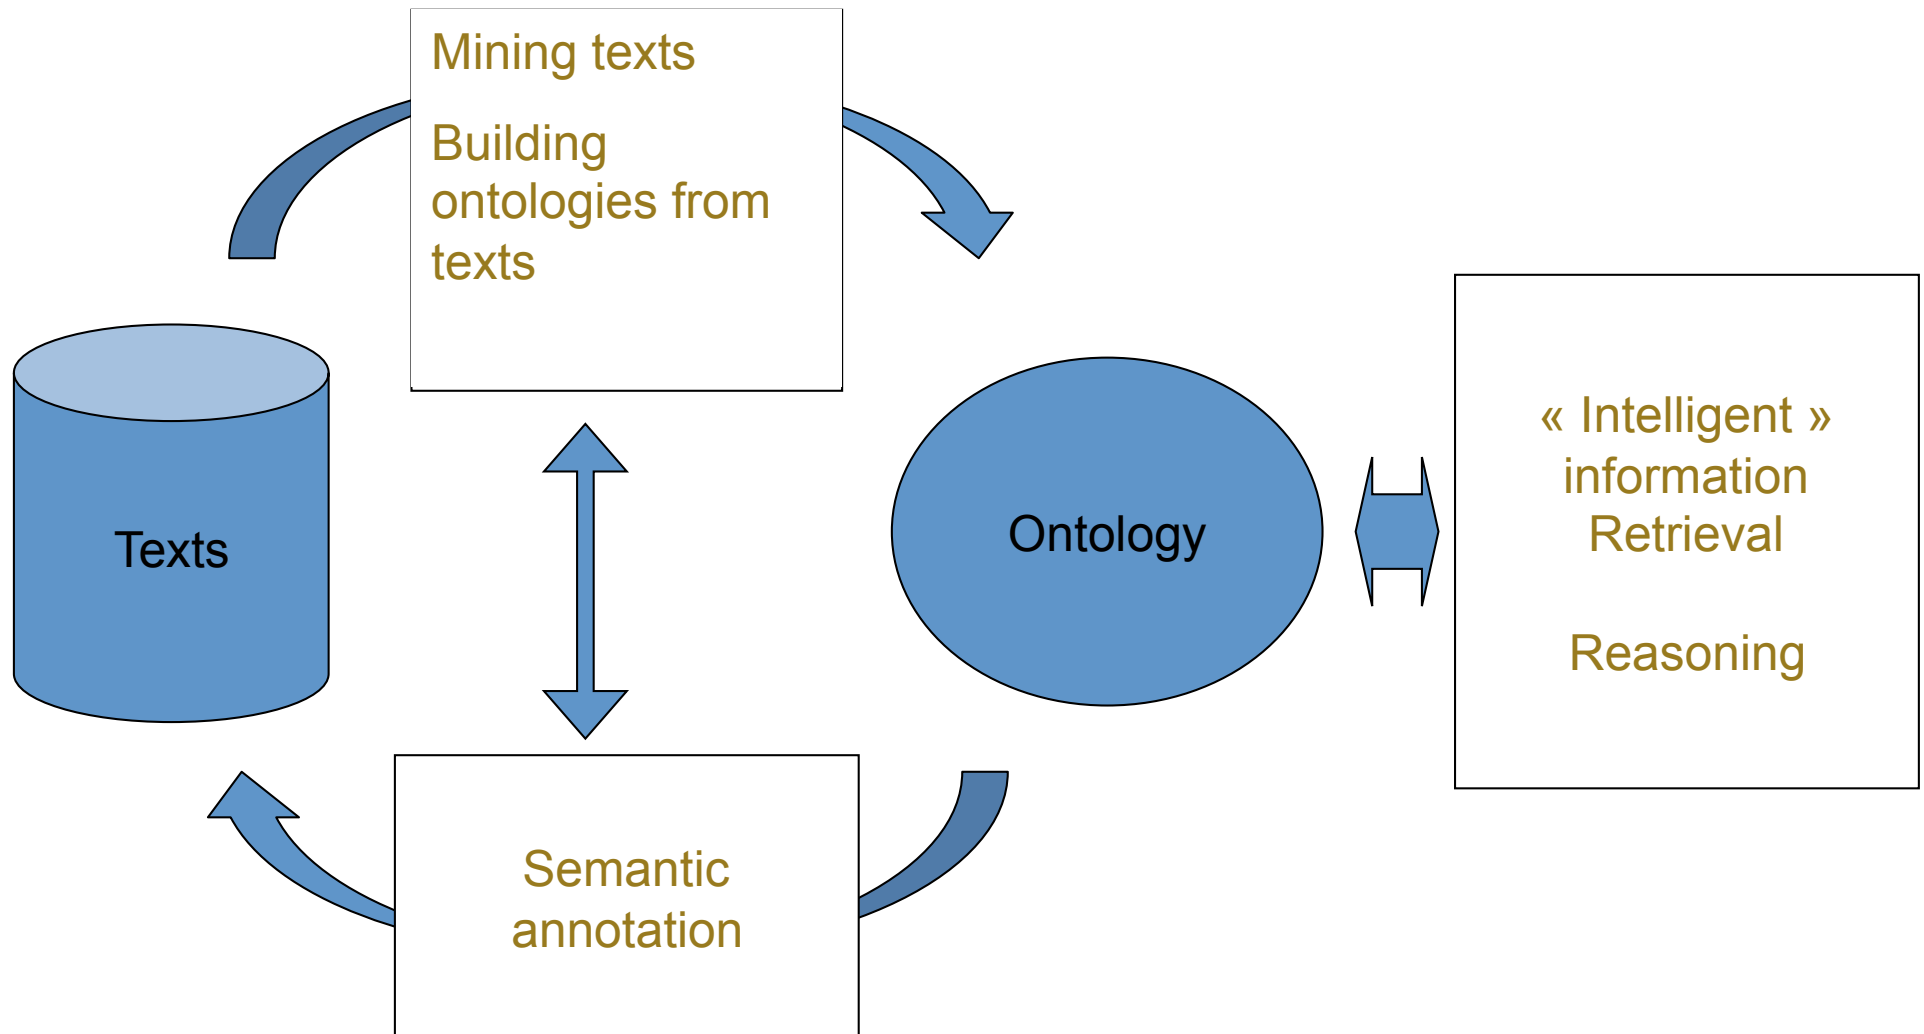 Mining texts
Building
ontologies from
texts
Texts
Ontology
« Intelligent »
information
Retrieval
Reasoning
Semantic
annotation